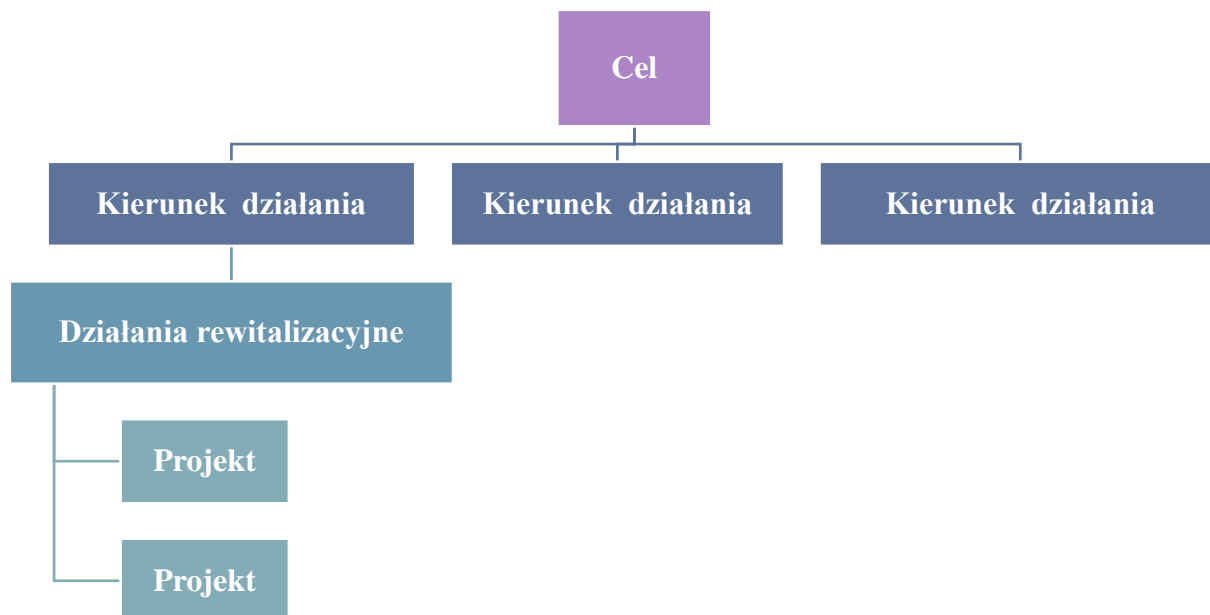 Cel
Kierunek działania
Kierunek działania
Kierunek działania
Działania rewitalizacyjne
Projekt
Projekt